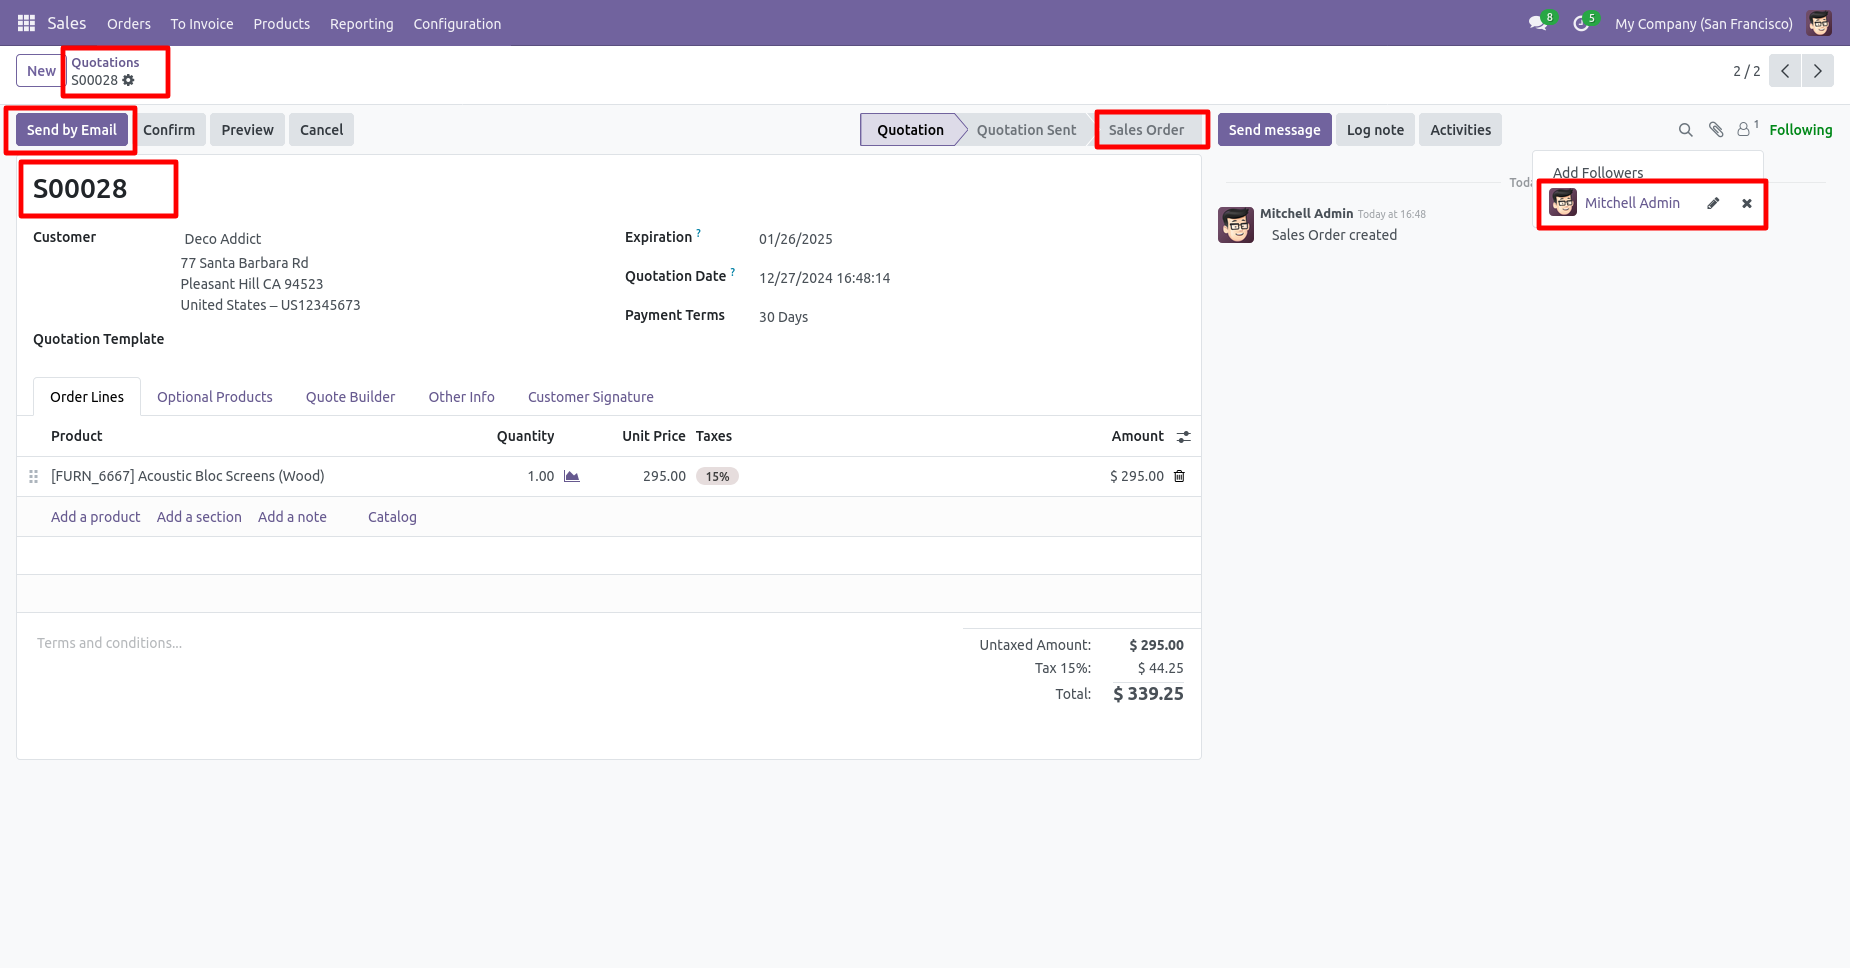 Sales Orders To Invoice Products Reporting Configuration 8 5 My Company (San Francisco)
New Quotations
S00028
2 / 2
Send by Email Confirm Preview Cancel Quotation Quotation Sent Sales Order Send message Log note Activities 1 Following
S00028
Add Followers
Mitchell Admin
Mitchell Admin Today at 16:48
Sales Order created
Customer Deco Addict
77 Santa Barbara Rd
Pleasant Hill CA 94523
United States – US12345673
Expiration ? 01/26/2025
Quotation Date ? 12/27/2024 16:48:14
Payment Terms 30 Days
Quotation Template
Order Lines Optional Products Quote Builder Other Info Customer Signature
Product Quantity Unit Price Taxes Amount
[FURN_6667] Acoustic Bloc Screens (Wood) 1.00 295.00 15% $ 295.00
Add a product Add a section Add a note Catalog
Terms and conditions...
Untaxed Amount: $ 295.00
Tax 15%: $ 44.25
Total: $ 339.25